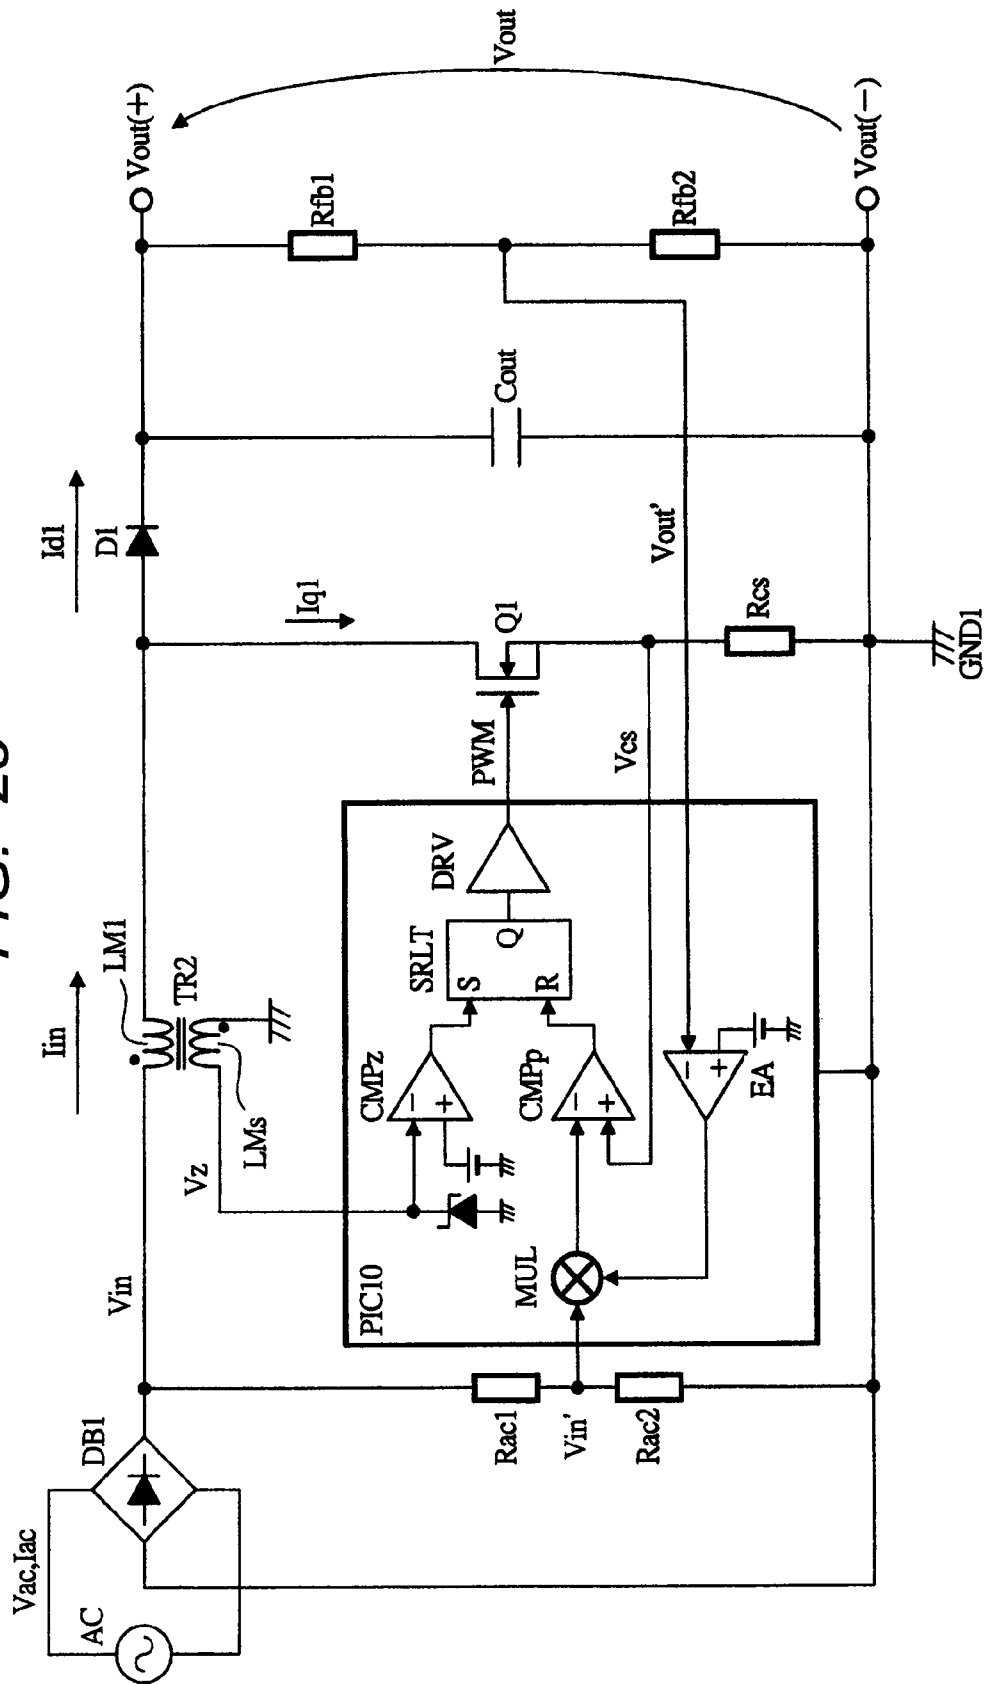 FIG.
Vac,Iac
AC
DB1
Vin
Iin
LM1
TR2
LMs
Vz
Id1
D1
Vout(+)
Iq1
Rac1
Vin'
Rac2
PIC10
MUL
CMPz
−
+
CMPp
−
+
SRLT
S
R
Q
DRV
PWM
Q1
EA
−
+
Vcs
Vout'
Rcs
GND1
Cout
Rfb1
Rfb2
Vout
Vout(−)